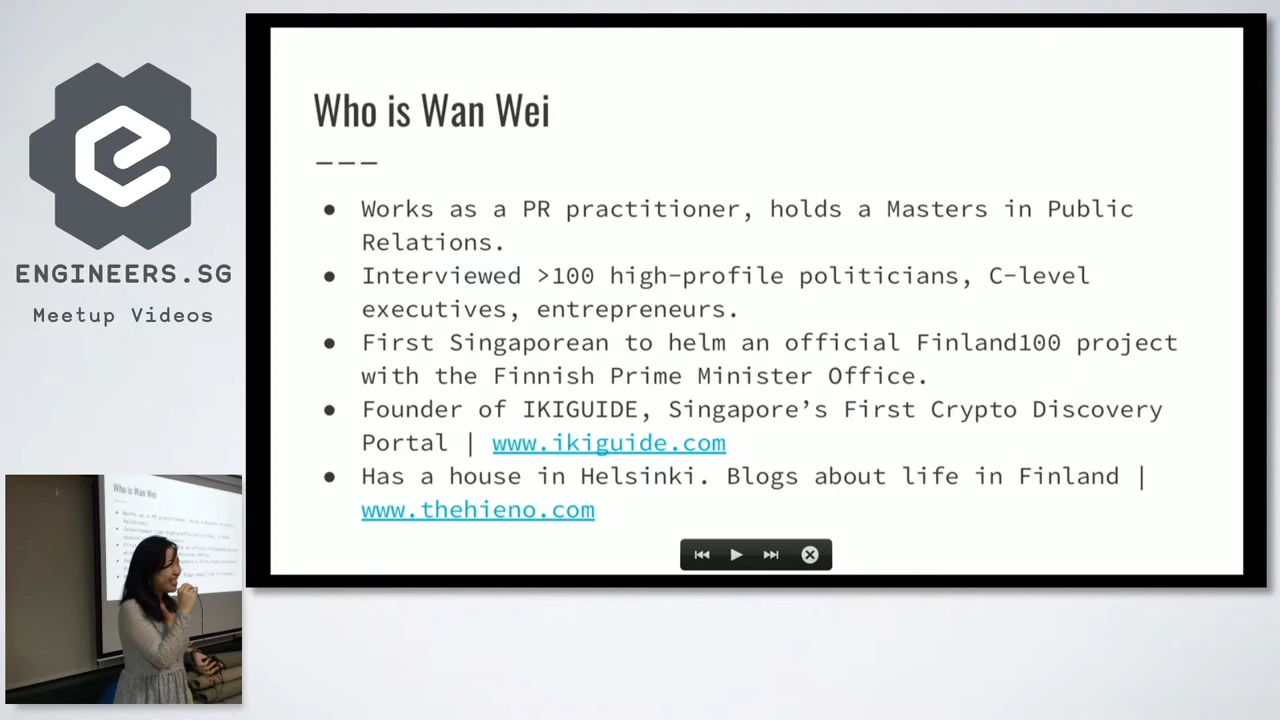 Who is Wan Wei
---
● Works as a PR practitioner, holds a Masters in Public
Relations.
● Interviewed >100 high-profile politicians, C-level
executives, entrepreneurs.
● First Singaporean to helm an official Finland100 project
with the Finnish Prime Minister Office.
● Founder of IKIGUIDE, Singapore’s First Crypto Discovery
Portal | www.ikiguide.com
● Has a house in Helsinki. Blogs about life in Finland |
www.thehieno.com
ENGINEERS.SG
Meetup Videos
Who is Wan Wei